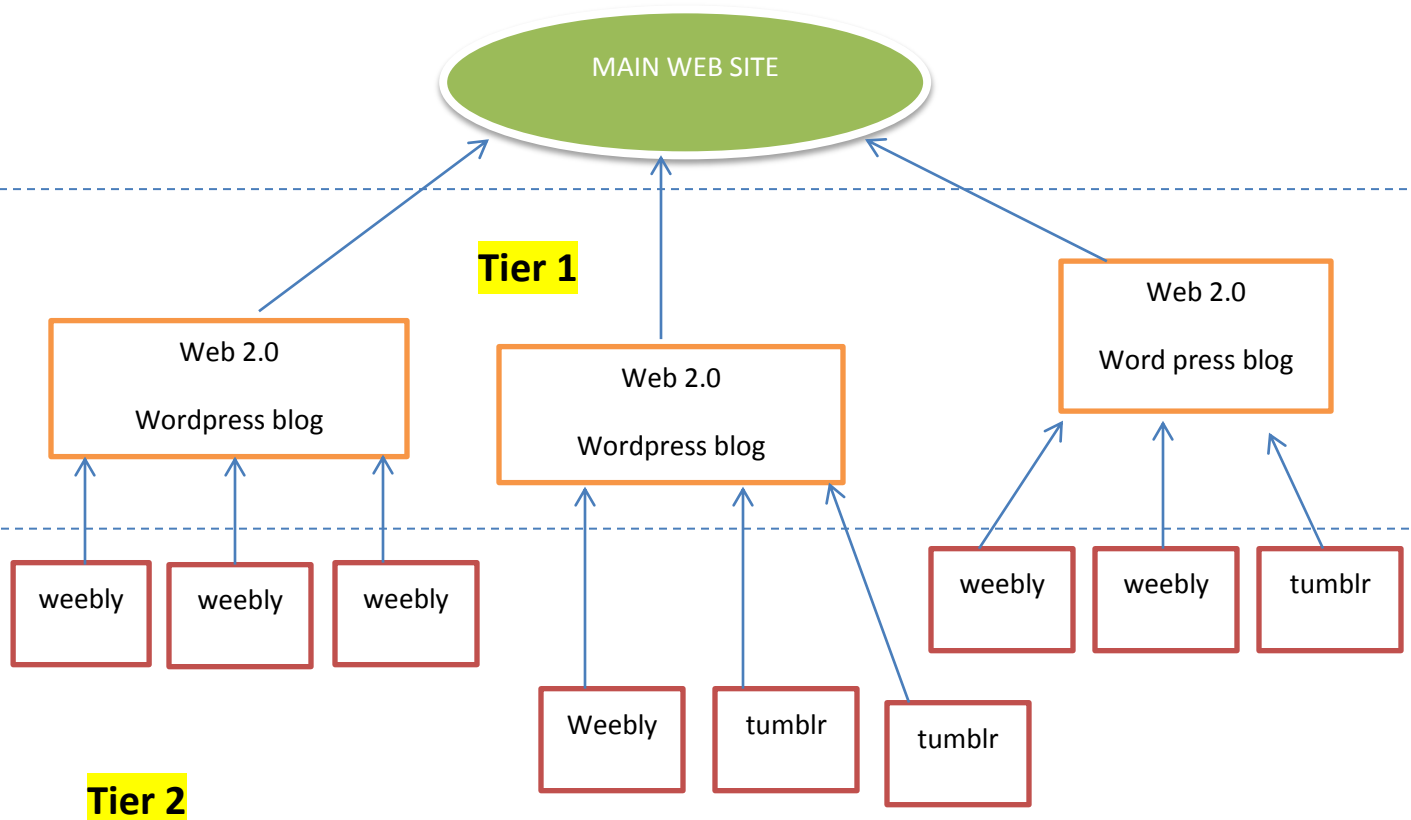 MAIN WEB SITE
Tier 1
Web 2.0
Wordpress blog
Web 2.0
Wordpress blog
Web 2.0
Word press blog
weebly
weebly
weebly
Weebly
tumblr
tumblr
weebly
weebly
tumblr
Tier 2